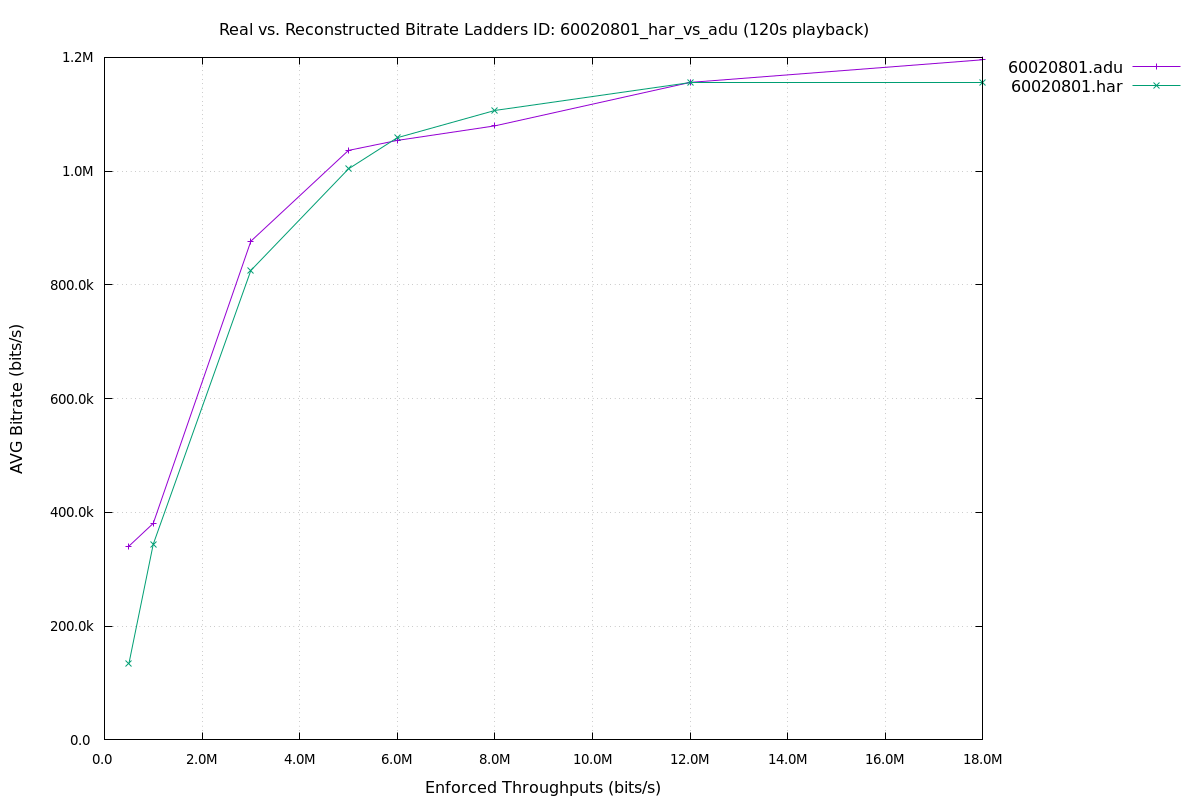 Real vs. Reconstructed Bitrate Ladders ID: 60020801_har_vs_adu (120s playback)
60020801.adu
60020801.har
AVG Bitrate (bits/s)
1.2M
1.0M
800.0k
600.0k
400.0k
200.0k
0.0
0.0 2.0M 4.0M 6.0M 8.0M 10.0M 12.0M 14.0M 16.0M 18.0M
Enforced Throughputs (bits/s)